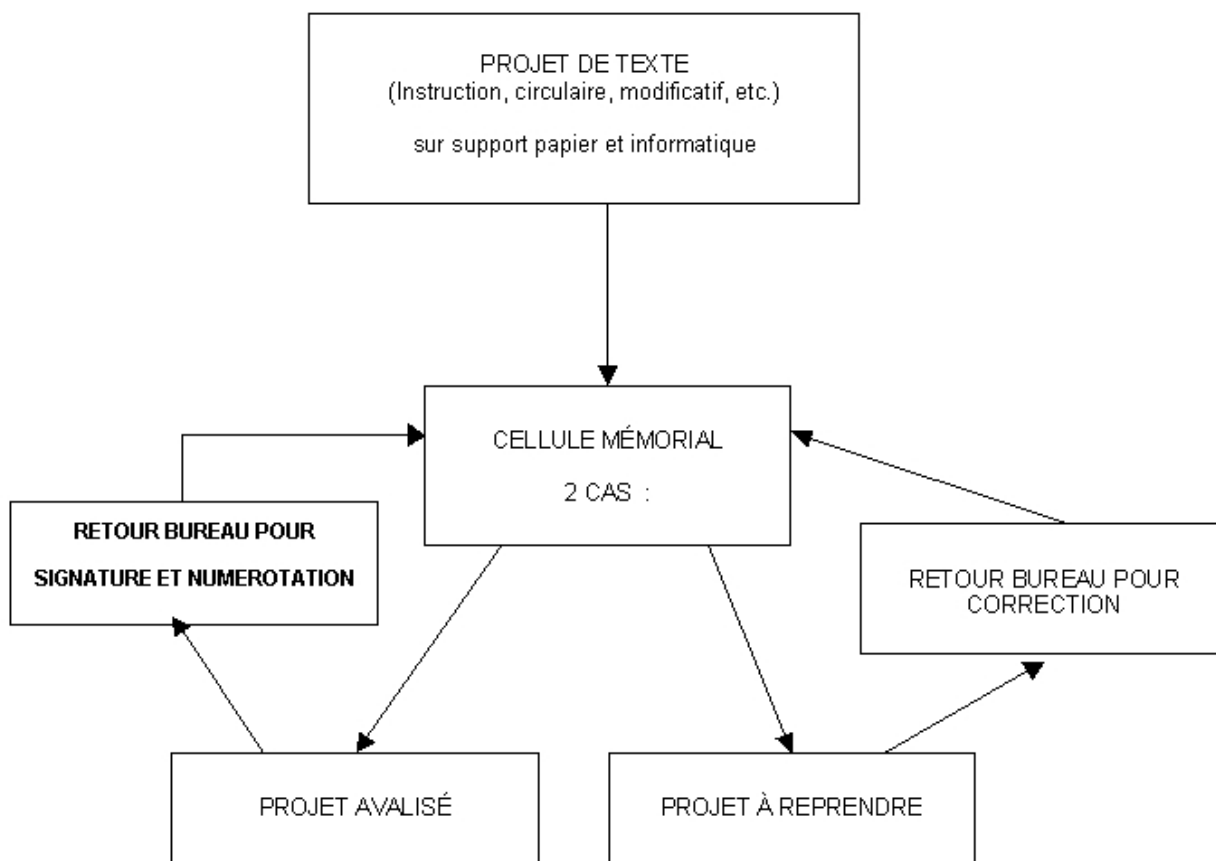 PROJET DE TEXTE
(Instruction, circulaire, modificatif, etc.)
sur support papier et informatique
CELLULE MÉMORIAL
2 CAS :
RETOUR BUREAU POUR
SIGNATURE ET NUMEROTATION
RETOUR BUREAU POUR
CORRECTION
PROJET AVALISÉ
PROJET À REPRENDRE